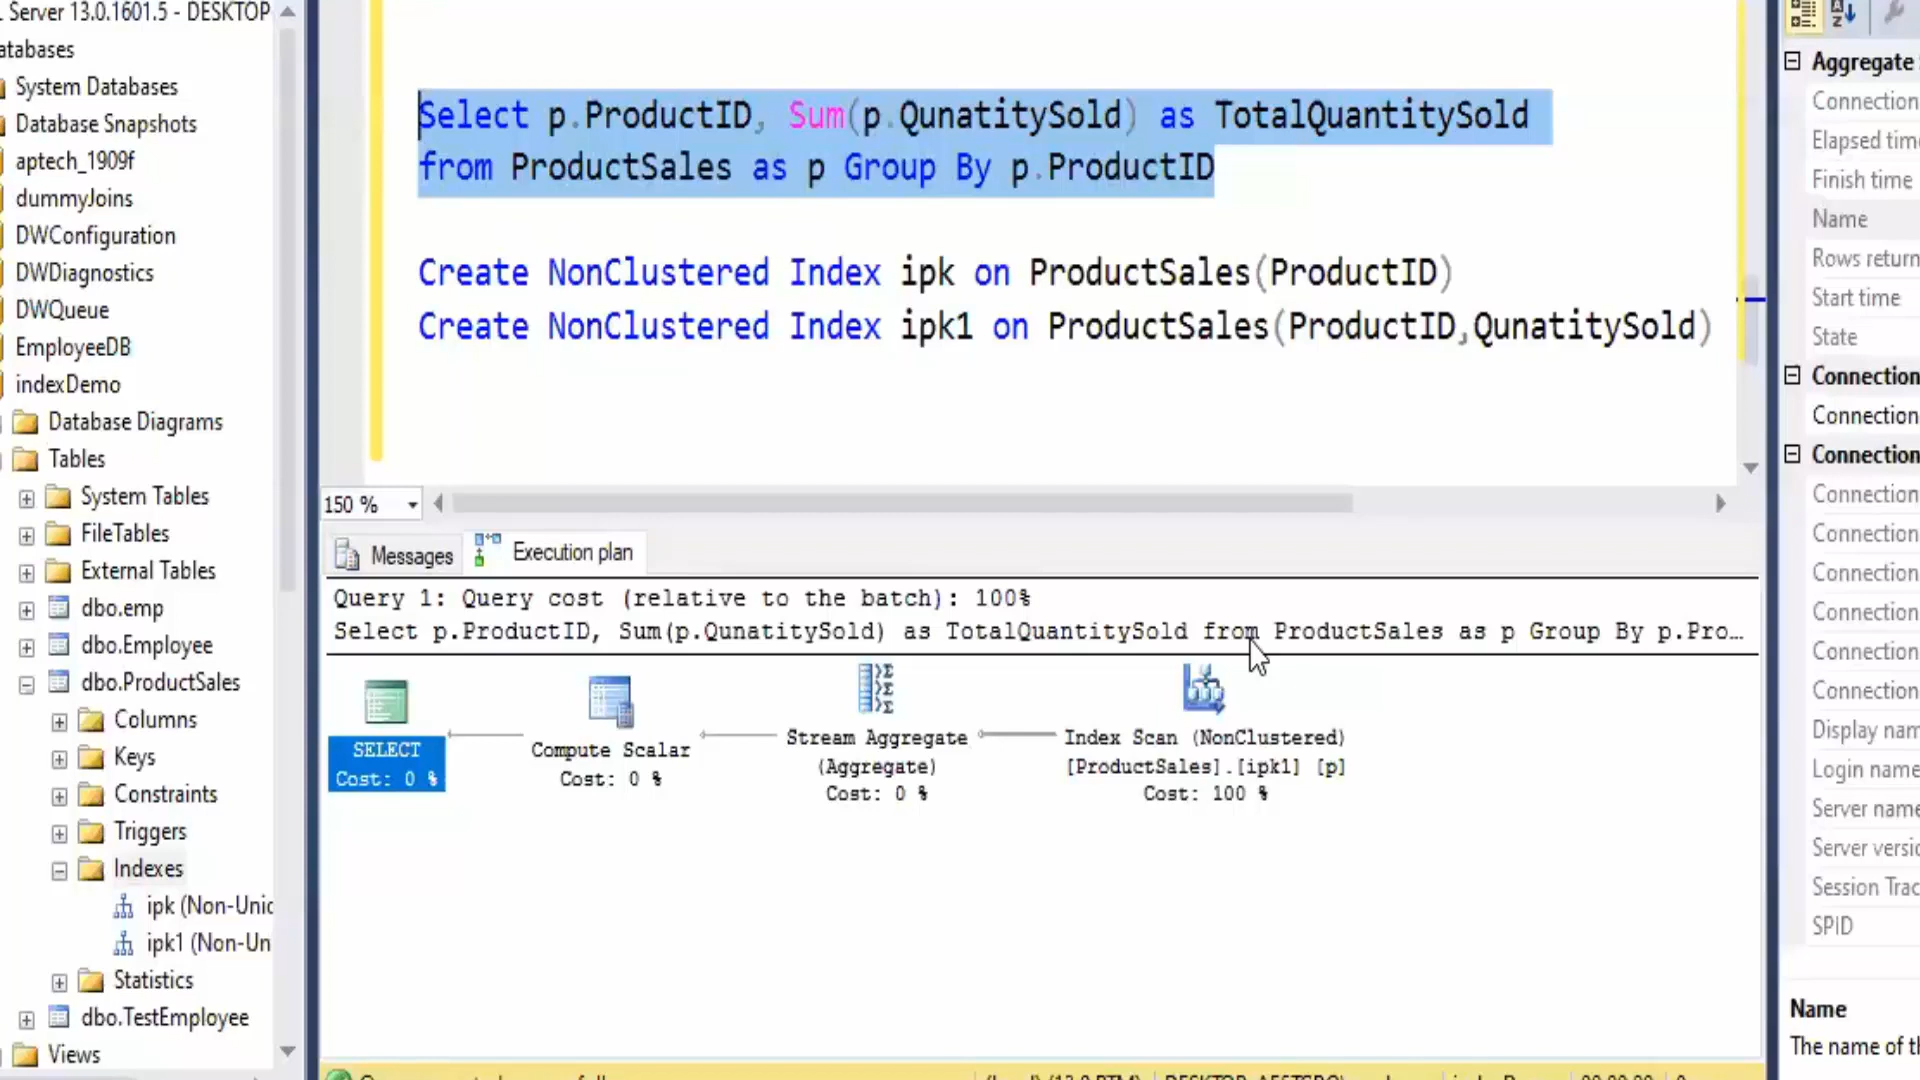 Server 13.0.1601.5 - DESKTOP
atabases
System Databases
Database Snapshots
aptech_1909f
dummyJoins
DWConfiguration
DWDiagnostics
DWQueue
EmployeeDB
indexDemo
Database Diagrams
Tables
System Tables
FileTables
External Tables
dbo.emp
dbo.Employee
dbo.ProductSales
Columns
Keys
Constraints
Triggers
Indexes
ipk (Non-Unic
ipk1 (Non-Un
Statistics
dbo.TestEmployee
Views
Select p.ProductID, Sum(p.QunatitySold) as TotalQuantitySold
from ProductSales as p Group By p.ProductID
Create NonClustered Index ipk on ProductSales(ProductID)
Create NonClustered Index ipk1 on ProductSales(ProductID,QunatitySold)
150 %
Messages
Execution plan
Query 1: Query cost (relative to the batch): 100%
Select p.ProductID, Sum(p.QunatitySold) as TotalQuantitySold from ProductSales as p Group By p.Pro...
SELECT
Cost: 0 %
Compute Scalar
Cost: 0 %
Stream Aggregate
(Aggregate)
Cost: 0 %
Index Scan (NonClustered)
[ProductSales].[ipk1] [p]
Cost: 100 %
Aggregate
Connection
Elapsed time
Finish time
Name
Rows return
Start time
State
Connection
Connection
Connection
Connection
Connection
Connection
Connection
Connection
Connection
Display nam
Login name
Server name
Server versio
Session Trac
SPID
Name
The name of th